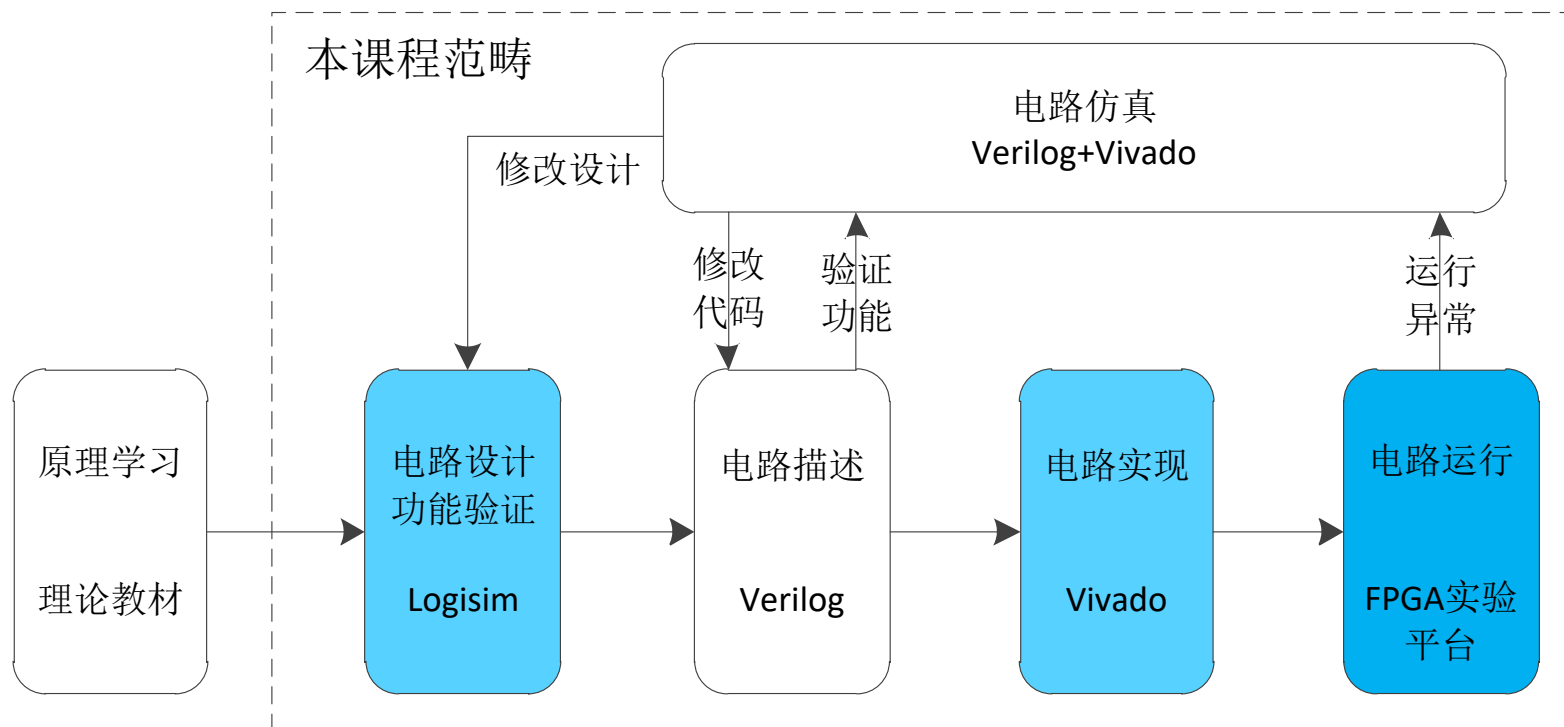 本课程范畴
电路仿真
Verilog+Vivado
修改设计
修改
代码
验证
功能
运行
异常
原理学习
理论教材
电路设计
功能验证
Logisim
电路描述
Verilog
电路实现
Vivado
电路运行
FPGA实验
平台